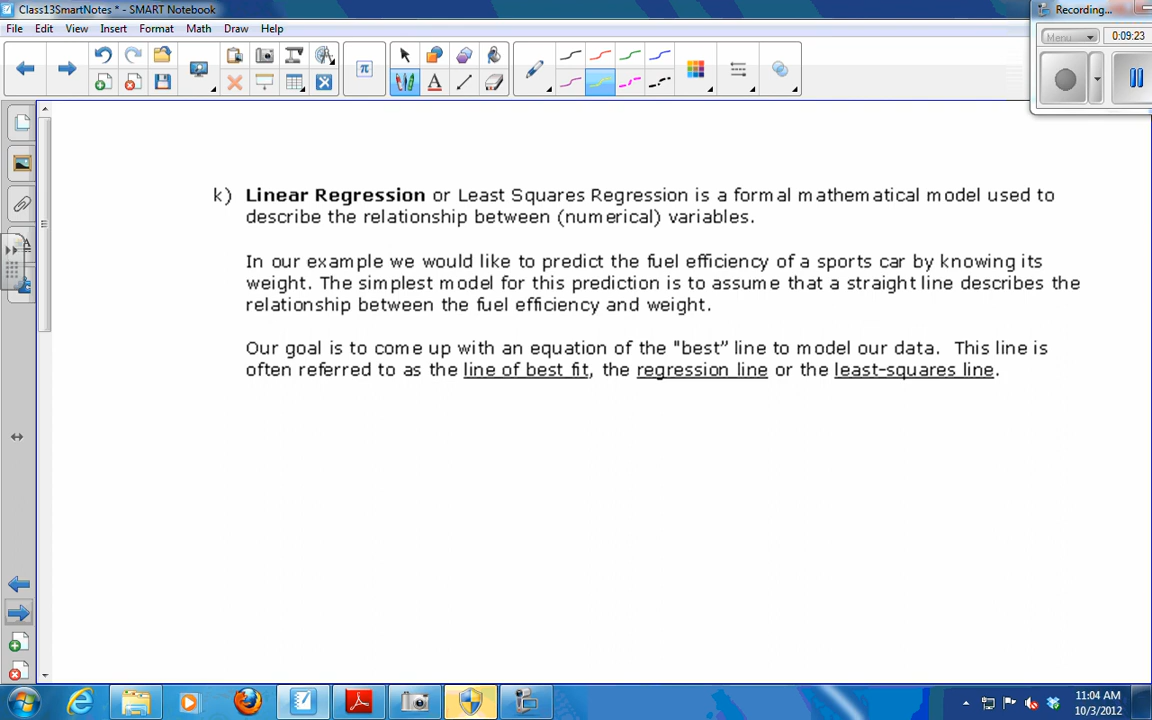 Class13SmartNotes * - SMART Notebook
Recording...
File Edit View Insert Format Math Draw Help
Menu
0:09:23
π
A
k) Linear Regression or Least Squares Regression is a formal mathematical model used to
describe the relationship between (numerical) variables.
In our example we would like to predict the fuel efficiency of a sports car by knowing its
weight. The simplest model for this prediction is to assume that a straight line describes the
relationship between the fuel efficiency and weight.
Our goal is to come up with an equation of the "best" line to model our data. This line is
often referred to as the line of best fit, the regression line or the least-squares line.
11:04 AM
10/3/2012